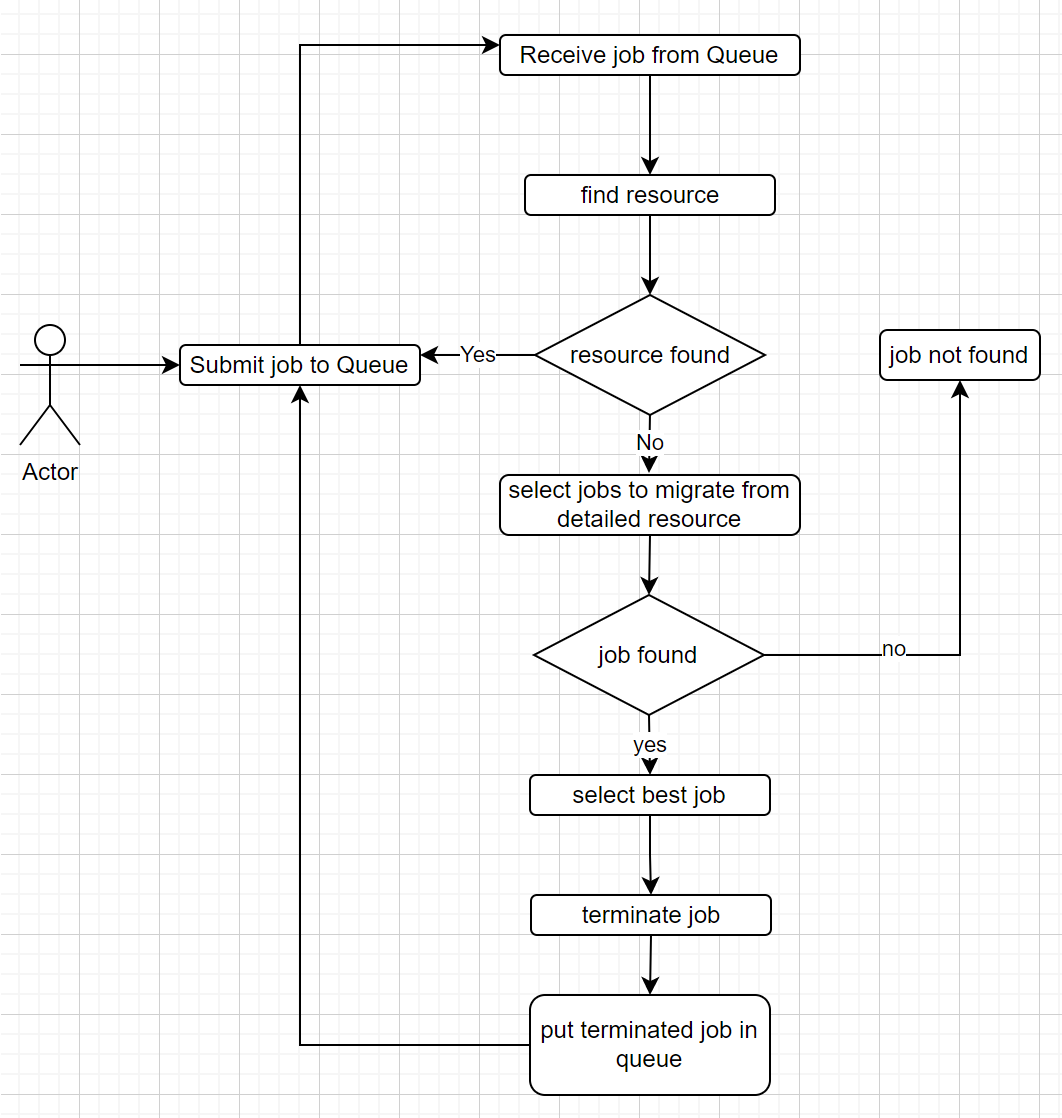 Receive job from Queue
find resource
resource found
Yes
Submit job to Queue
Actor
job not found
No
select jobs to migrate from
detailed resource
job found
no
yes
select best job
terminate job
put terminated job in
queue